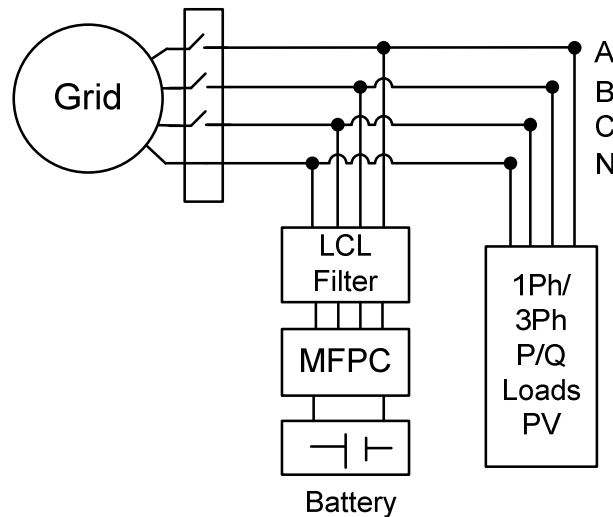 Grid
A
B
C
N
LCL
Filter
MFPC
Battery
1Ph/
3Ph
P/Q
Loads
PV